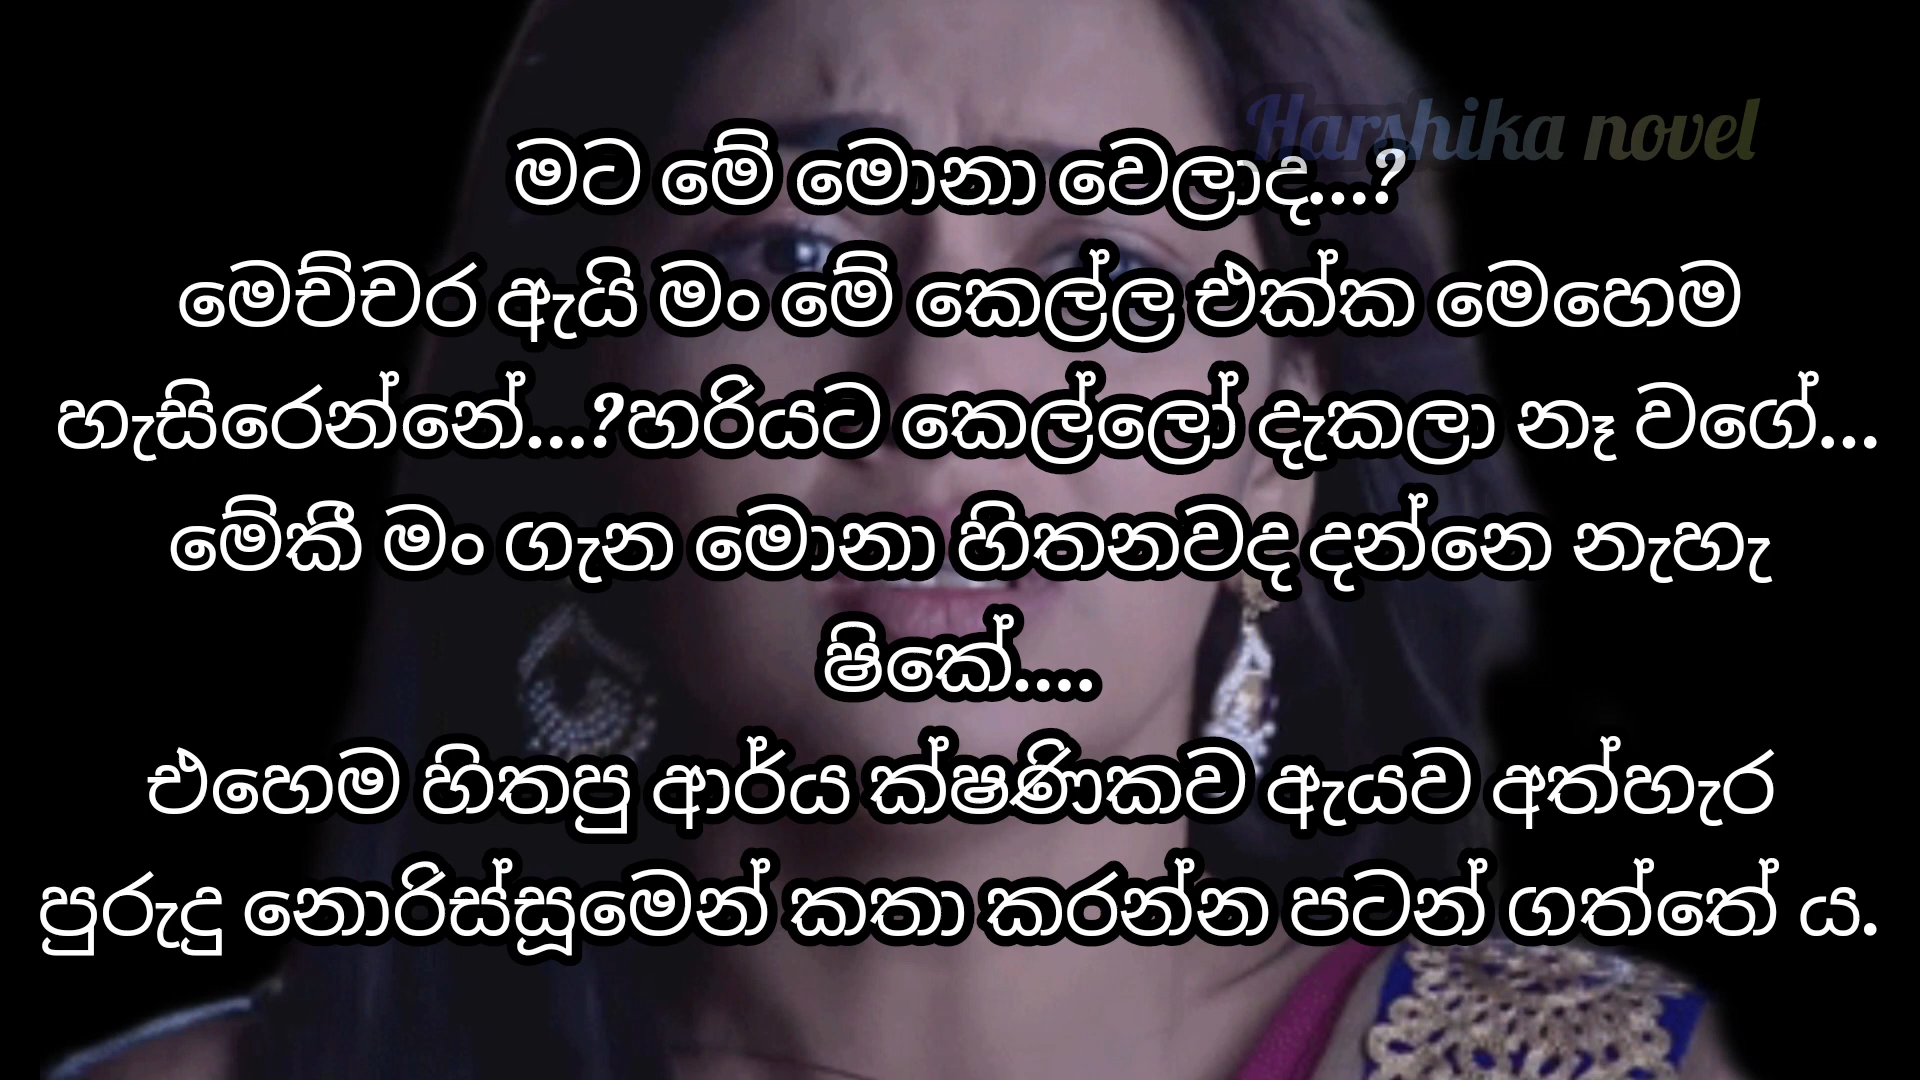 Harshika novel
මට මේ මොනා වෙලාද...?
මෙච්චර ඇයි මං මේ කෙල්ල එක්ක මෙහෙම
හැසිරෙන්නේ...?හරියට කෙල්ලෝ දැකලා නෑ වගේ...
මේකී මං ගැන මොනා හිතනවද දන්නෙ නැහැ
ෂිකේ....
එහෙම හිතපු ආර්ය ක්ෂණිකව ඇයව අත්හැර
පුරුදු නොරිස්සූමෙන් කතා කරන්න පටන් ගත්තේ ය.